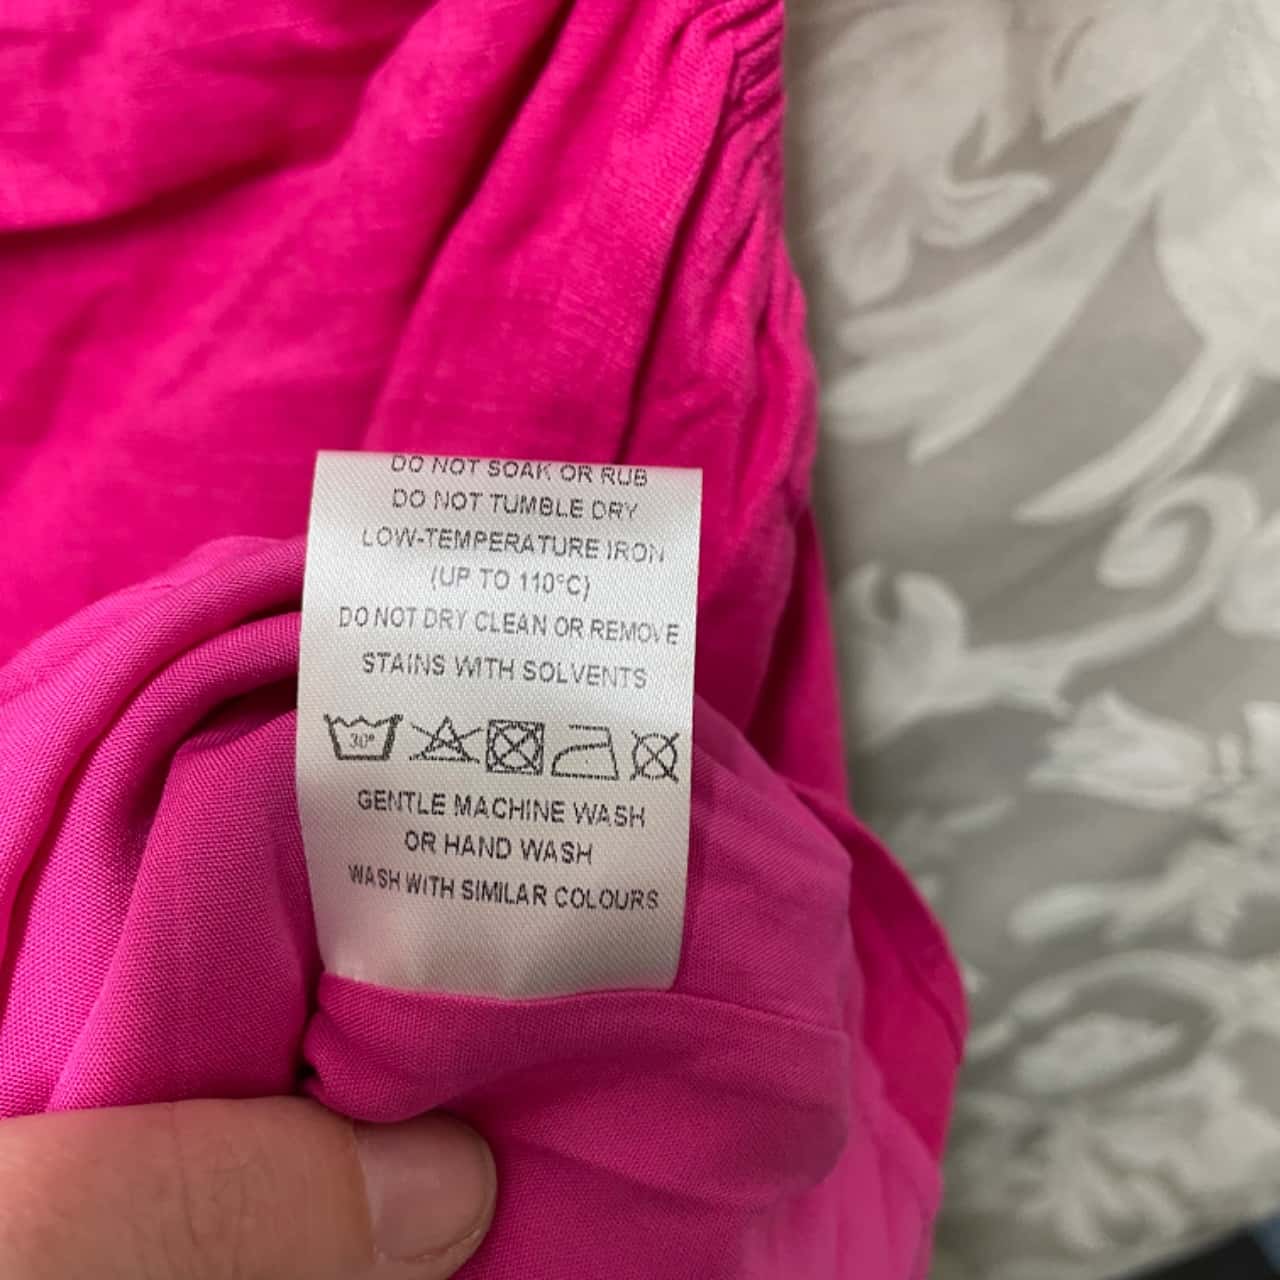 DO NOT SOAK OR RUB
DO NOT TUMBLE DRY
LOW-TEMPERATURE IRON
(UP TO 110°C)
DO NOT DRY CLEAN OR REMOVE
STAINS WITH SOLVENTS
30°
GENTLE MACHINE WASH
OR HAND WASH
WASH WITH SIMILAR COLOURS